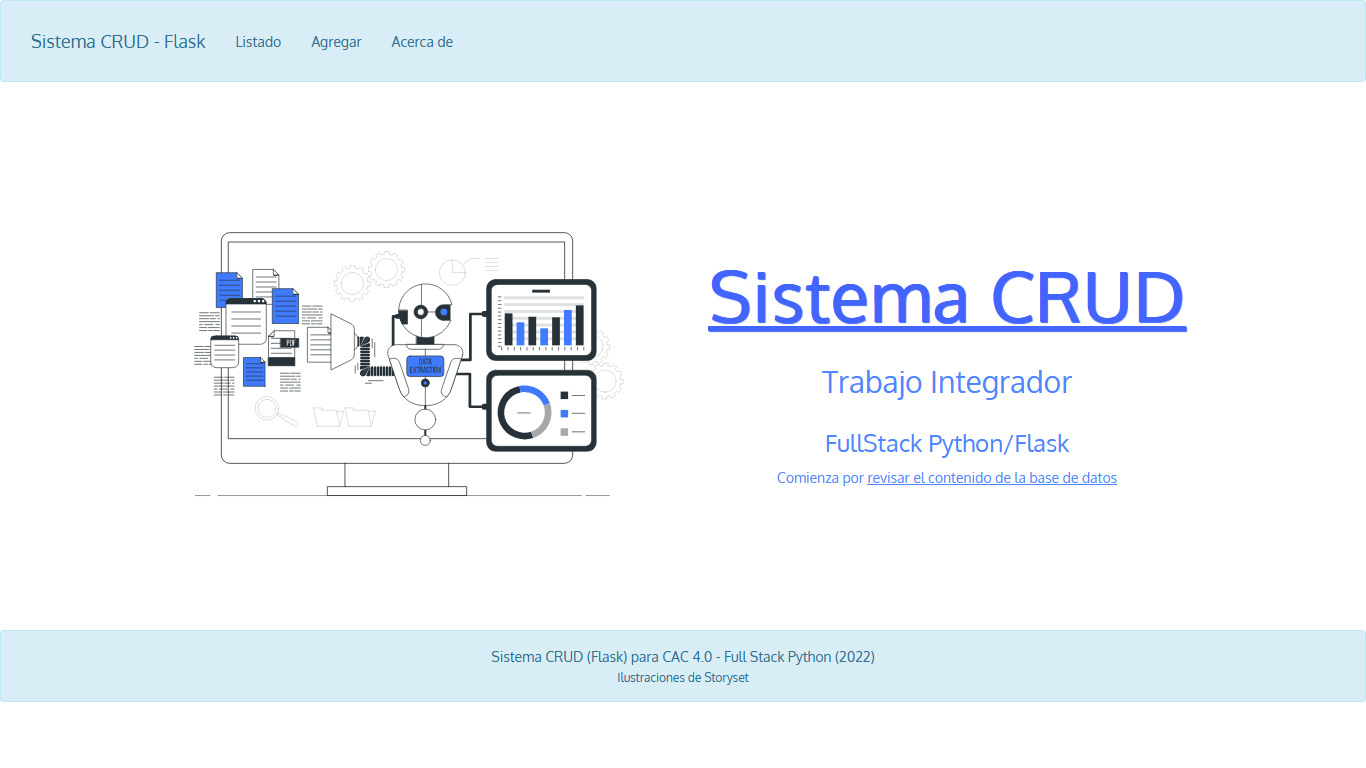 Sistema CRUD - Flask Listado Agregar Acerca de
PDF
DATA
EXTRACTION
Sistema CRUD
Trabajo Integrador
FullStack Python/Flask
Comienza por revisar el contenido de la base de datos
Sistema CRUD (Flask) para CAC 4.0 - Full Stack Python (2022)
Ilustraciones de Storyset